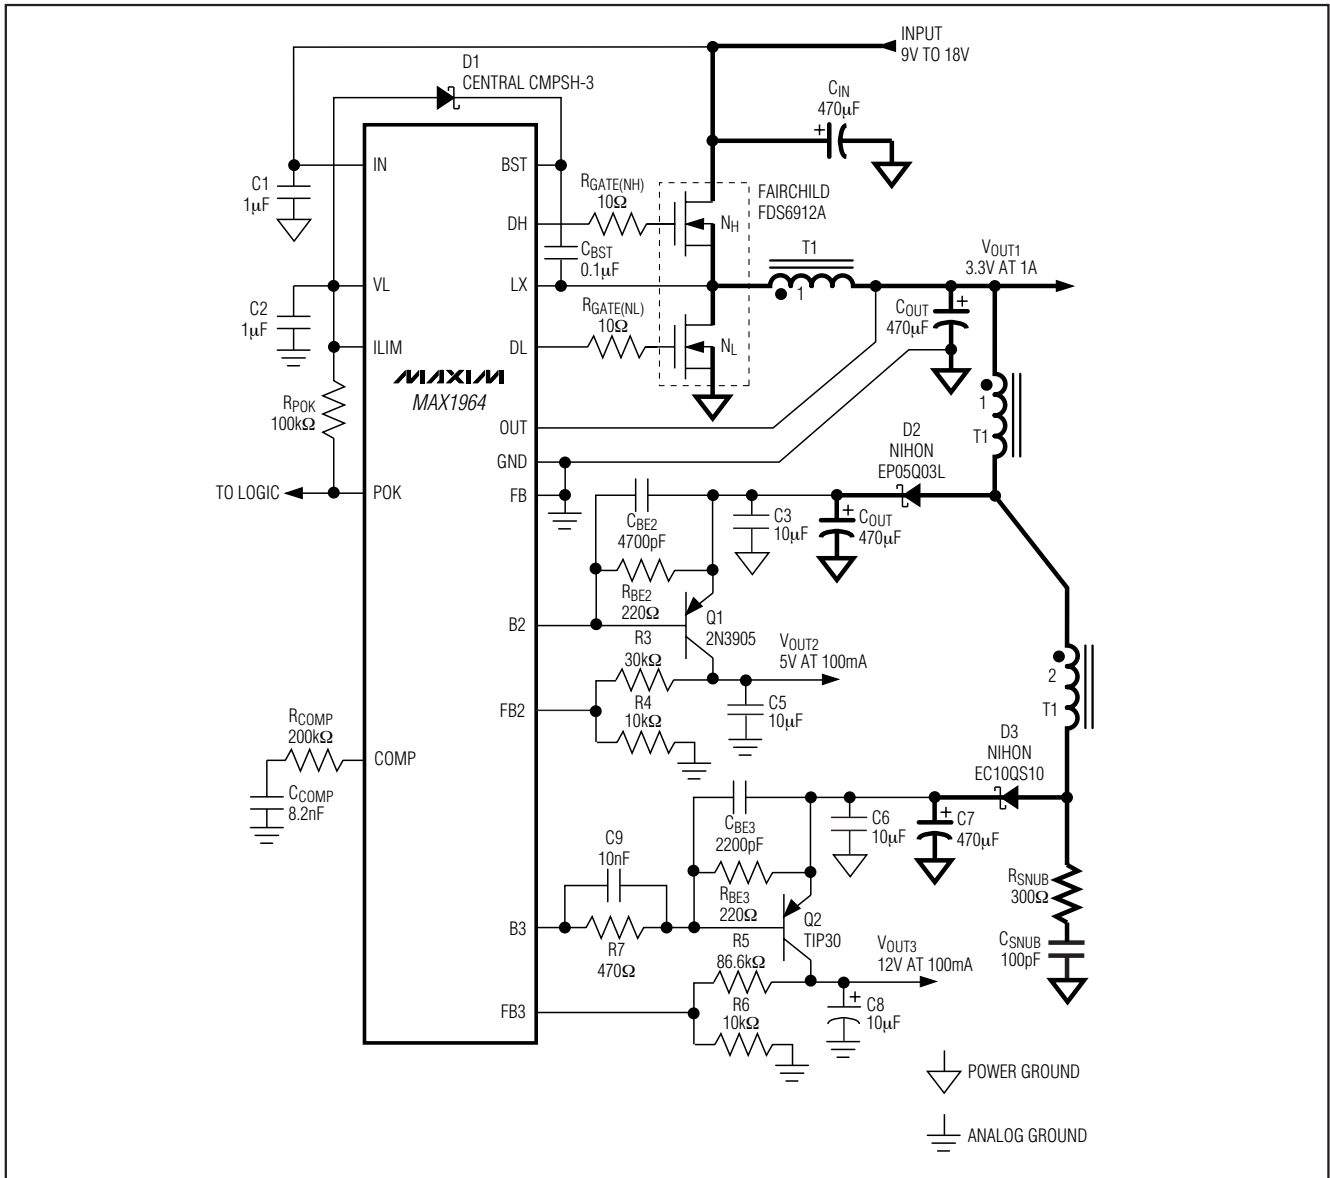 INPUT
9V TO 18V
D1
CENTRAL CMPSH-3
CIN
470μF
IN
BST
C1
1μF
RGATE(NH)
10Ω
FAIRCHILD
FDS6912A
DH
NH
CBST
0.1μF
T1
1
VOUT1
3.3V AT 1A
VL
LX
C2
1μF
RGATE(NL)
10Ω
COUT
470μF
ILIM
DL
NL
MAXIM
MAX1964
RPOK
100kΩ
1
T1
OUT
D2
NIHON
EP05Q03L
GND
TO LOGIC
POK
FB
CBE2
4700pF
C3
10μF
COUT
470μF
RBE2
220Ω
B2
Q1
2N3905
R3
30kΩ
VOUT2
5V AT 100mA
2
T1
R4
10kΩ
FB2
C5
10μF
RCOMP
200kΩ
COMP
D3
NIHON
EC10QS10
CCOMP
8.2nF
CBE3
2200pF
C6
10μF
C7
470μF
C9
10nF
RBE3
220Ω
RSNUB
300Ω
B3
Q2
TIP30
R7
470Ω
R5
86.6kΩ
VOUT3
12V AT 100mA
CSNUB
100pF
FB3
R6
10kΩ
C8
10μF
POWER GROUND
ANALOG GROUND